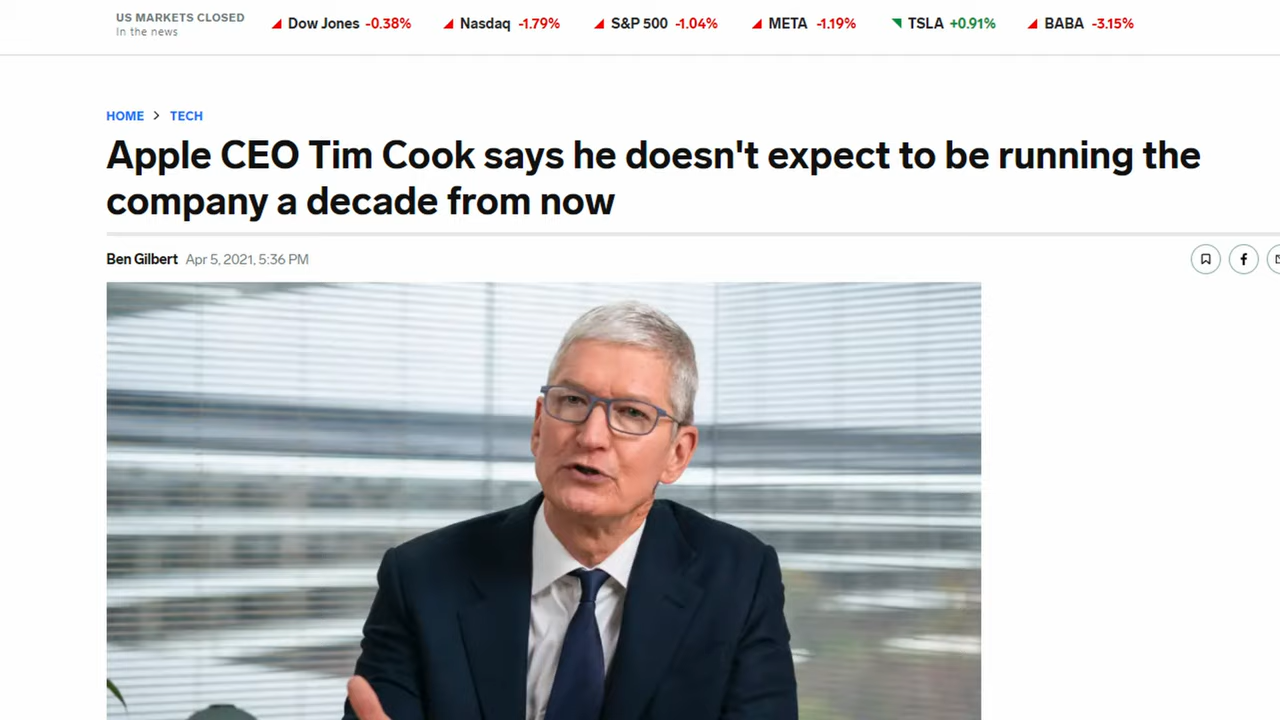 US MARKETS CLOSED
In the news
Dow Jones -0.38%
Nasdaq -1.79%
S&P 500 -1.04%
META -1.19%
TSLA +0.91%
BABA -3.15%
HOME > TECH
Apple CEO Tim Cook says he doesn't expect to be running the
company a decade from now
Ben Gilbert Apr 5, 2021, 5:36 PM